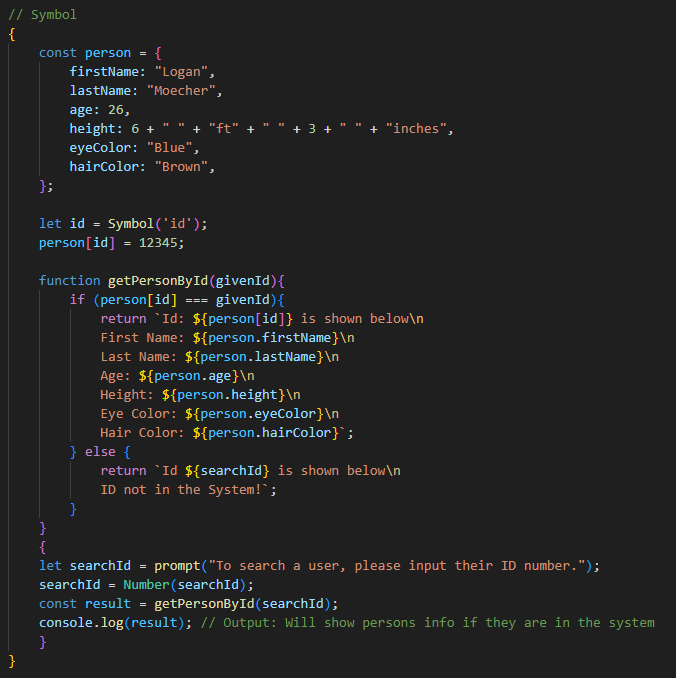 // Symbol
{
    const person = {
        firstName: "Logan",
        lastName: "Moecher",
        age: 26,
        height: 6 + " " + "ft" + " " + 3 + " " + "inches",
        eyeColor: "Blue",
        hairColor: "Brown",
    };

    let id = Symbol('id');
    person[id] = 12345;

    function getPersonById(givenId){
        if (person[id] === givenId){
            return `Id: ${person[id]} is shown below\n
            First Name: ${person.firstName}\n
            Last Name: ${person.lastName}\n
            Age: ${person.age}\n
            Height: ${person.height}\n
            Eye Color: ${person.eyeColor}\n
            Hair Color: ${person.hairColor}`;
        } else {
            return `Id ${searchId} is shown below\n
            ID not in the System!`;
        }
    }
    {
    let searchId = prompt("To search a user, please input their ID number.");
    searchId = Number(searchId);
    const result = getPersonById(searchId);
    console.log(result); // Output: Will show persons info if they are in the system
    }
}